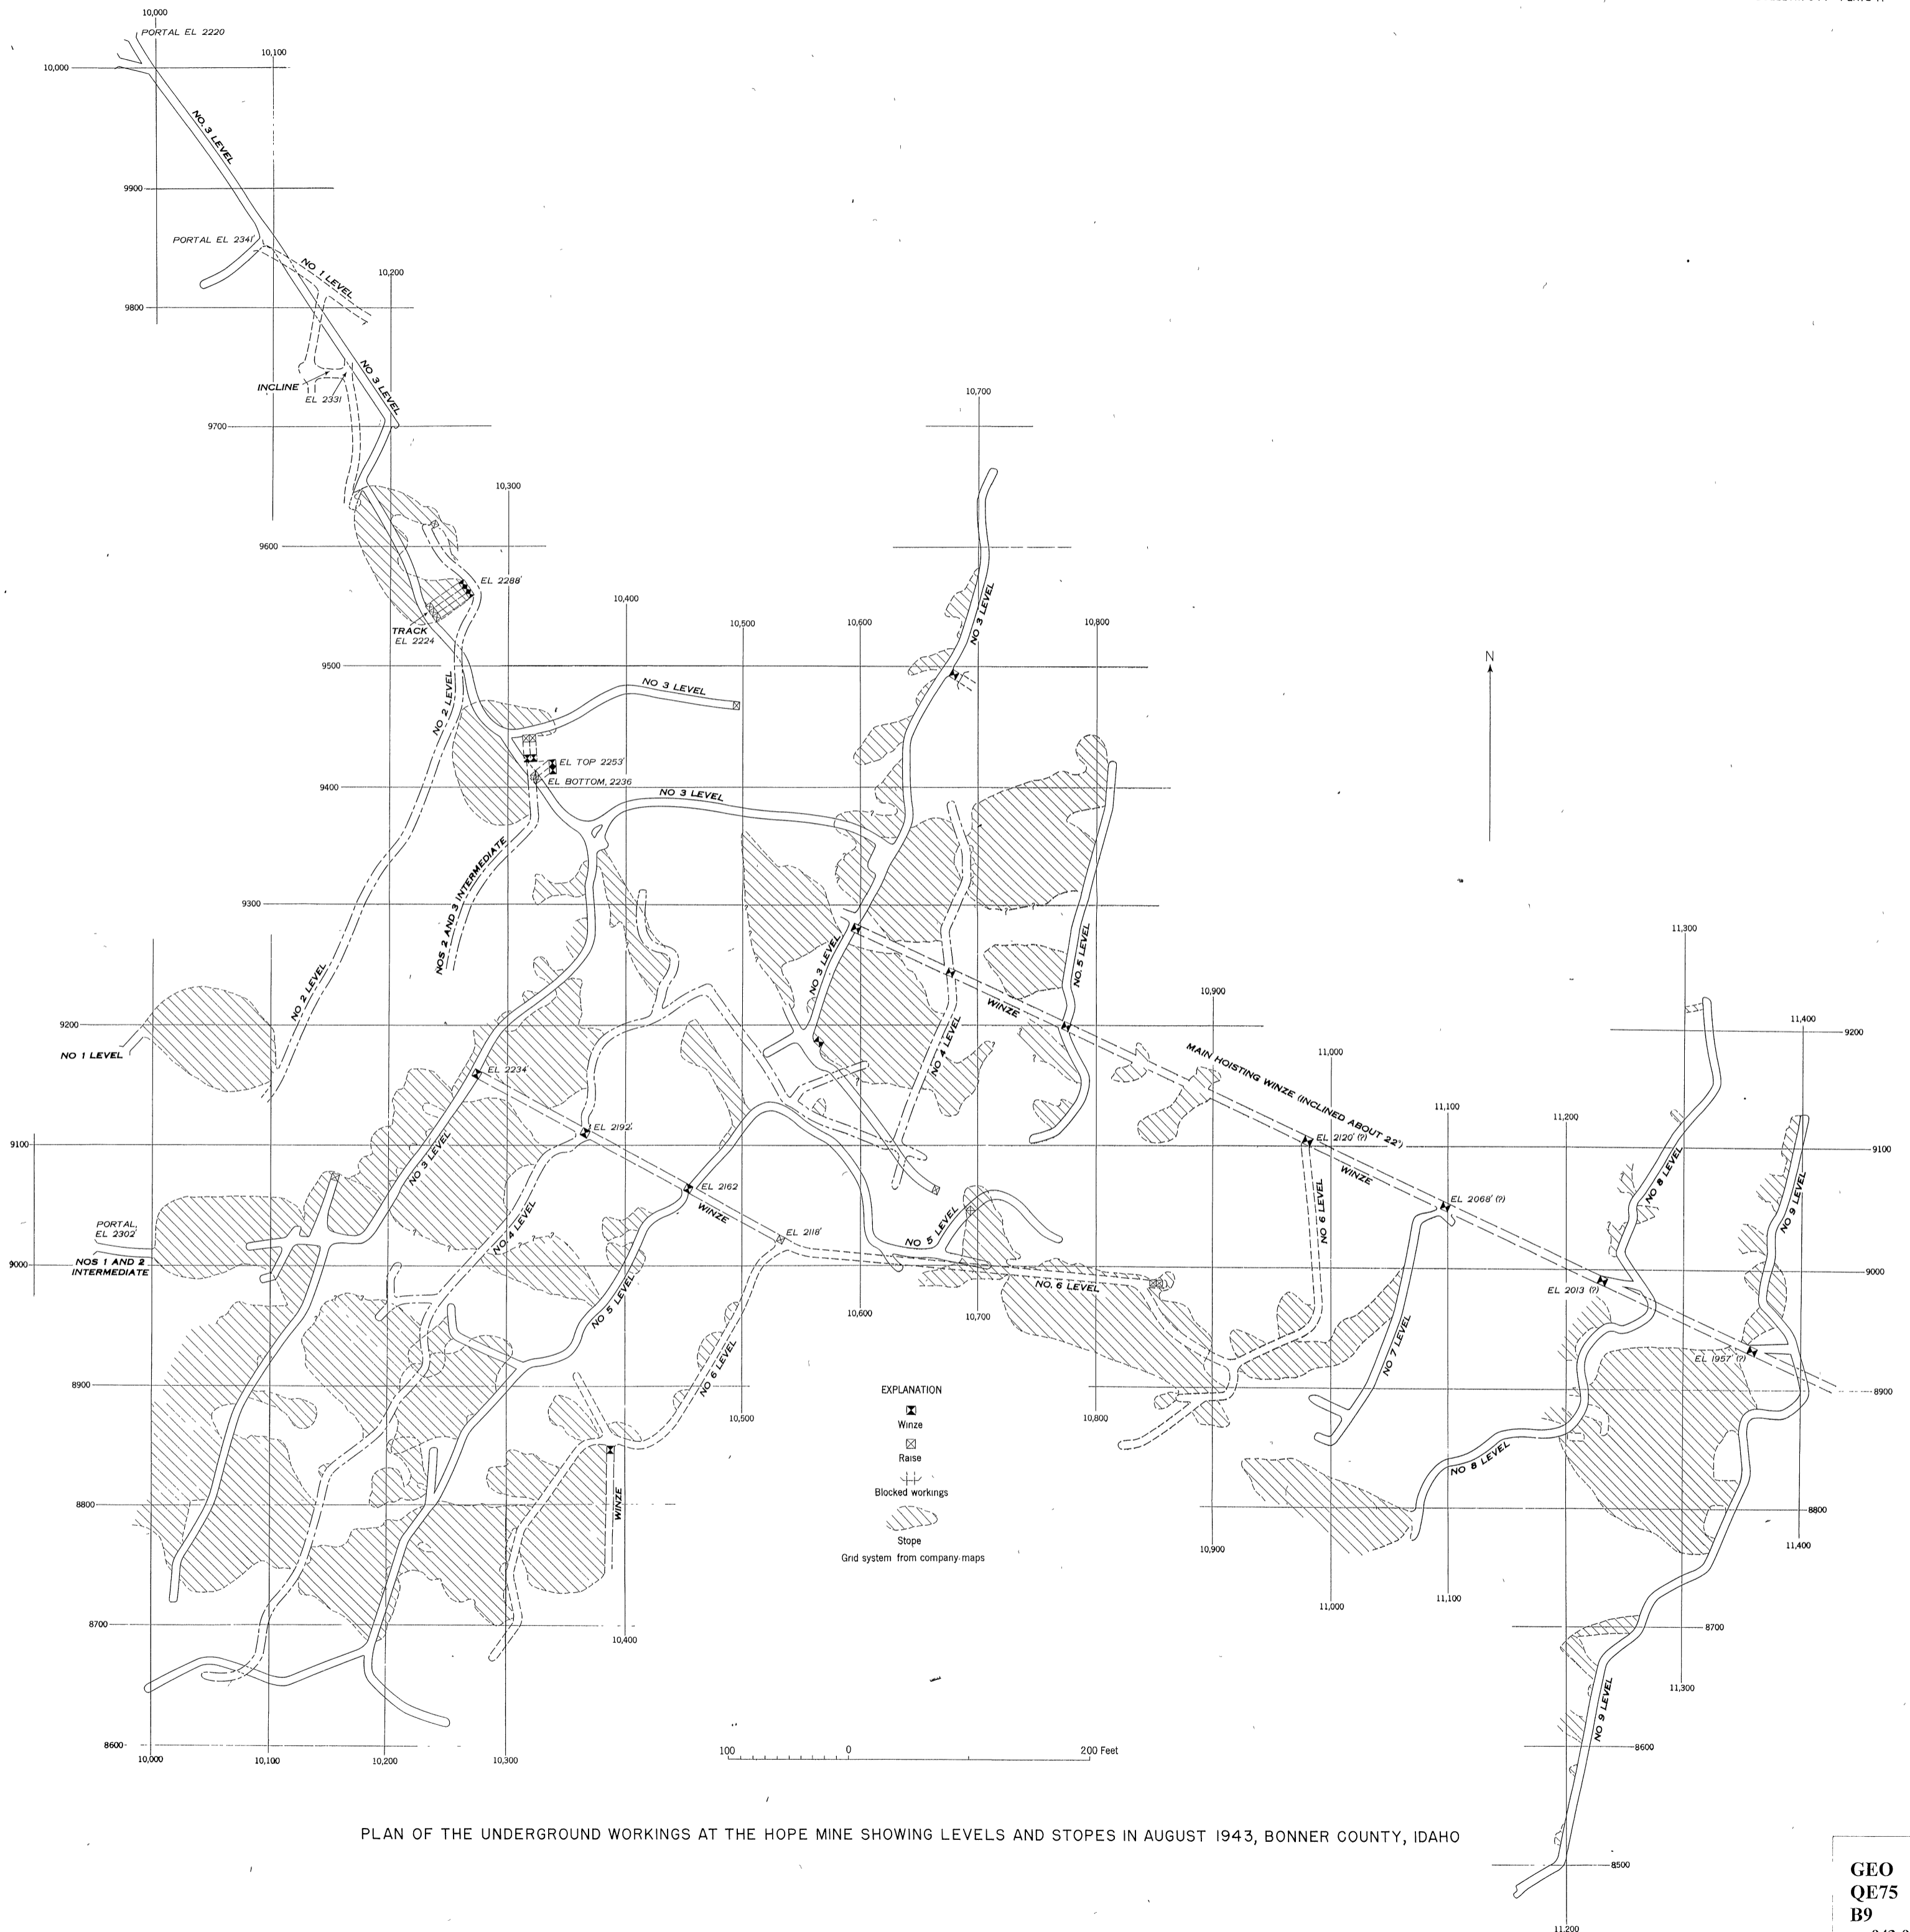 10,000
PORTAL EL 2220
10,100
10,000
NO. 3 LEVEL
9900
PORTAL EL 2341'
NO 1 LEVEL
10,200
9800
NO 3 LEVEL
INCLINE
EL 2331
10,700
9700
10,300
9600
EL 2288'
10,400
TRACK
EL 2224
10,500
10,600
10,800
NO 3 LEVEL
N
9500
NO 2 LEVEL
NO 3 LEVEL
EL TOP 2253'
EL BOTTOM, 2236
9400
NO 3 LEVEL
?
NOS 2 AND 3 INTERMEDIATE
9300
? ?
11,300
NO 3 LEVEL
NO. 5 LEVEL
NO 2 LEVEL
10,900
WINZE
9200
11,400
9200
NO 1 LEVEL
NO 4 LEVEL
?
MAIN HOISTING WINZE (INCLINED ABOUT 22°)
11,000
EL 2234'
?
11,100
11,200
EL 2192'
9100
EL 2120' (?)
9100
NO 3 LEVEL
WINZE
NO 8 LEVEL
EL 2162
EL 2068' (?)
NO 6 LEVEL
NO 9 LEVEL
PORTAL,
EL 2302'
WINZE
NO. 4 LEVEL
EL 2118'
NO 5 LEVEL
? ? ? ? ?
9000
NOS 1 AND 2
INTERMEDIATE
9000
NO. 6 LEVEL
EL 2013 (?)
NO 5 LEVEL
10,600
10,700
NO 7 LEVEL
EL 1957' (?)
NO 6 LEVEL
8900
8900
10,500
10,800
EXPLANATION
Winze
Raise
Blocked workings
Stope
Grid system from company maps
NO 8 LEVEL
WINZE
8800
8800
10,900
11,400
11,000
11,100
8700
10,400
8700
11,300
NO 9 LEVEL
8600
10,000
10,100
10,200
10,300
100 0 200 Feet
8600
PLAN OF THE UNDERGROUND WORKINGS AT THE HOPE MINE SHOWING LEVELS AND STOPES IN AUGUST 1943, BONNER COUNTY, IDAHO
8500
GEO
QE75
B9
11,200